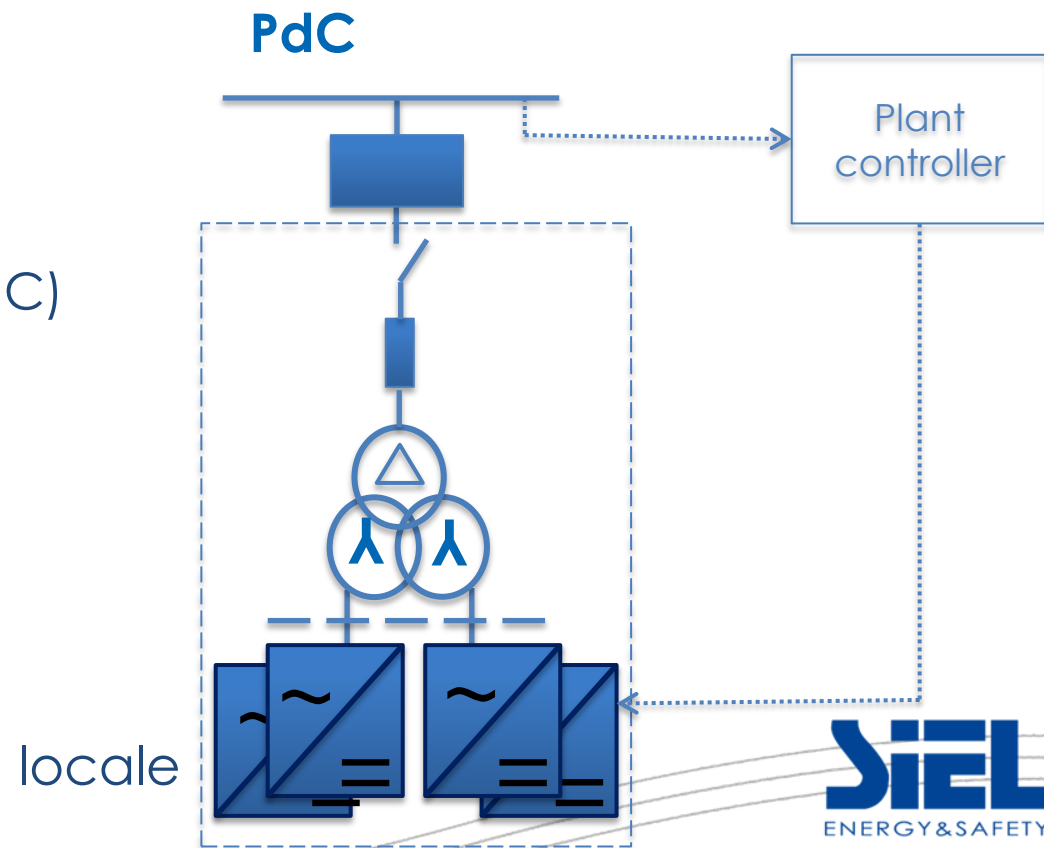 PdC
Plant
controller
C)
locale
SIEL
ENERGY&SAFETY